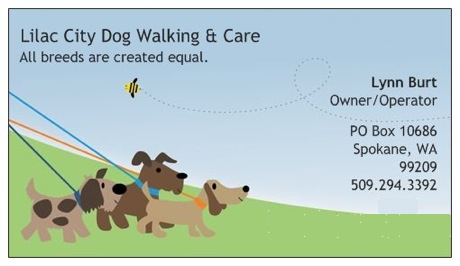 Lilac City Dog Walking & Care
All breeds are created equal.
Lynn Burt
Owner/Operator
PO Box 10686
Spokane, WA
99209
509.294.3392